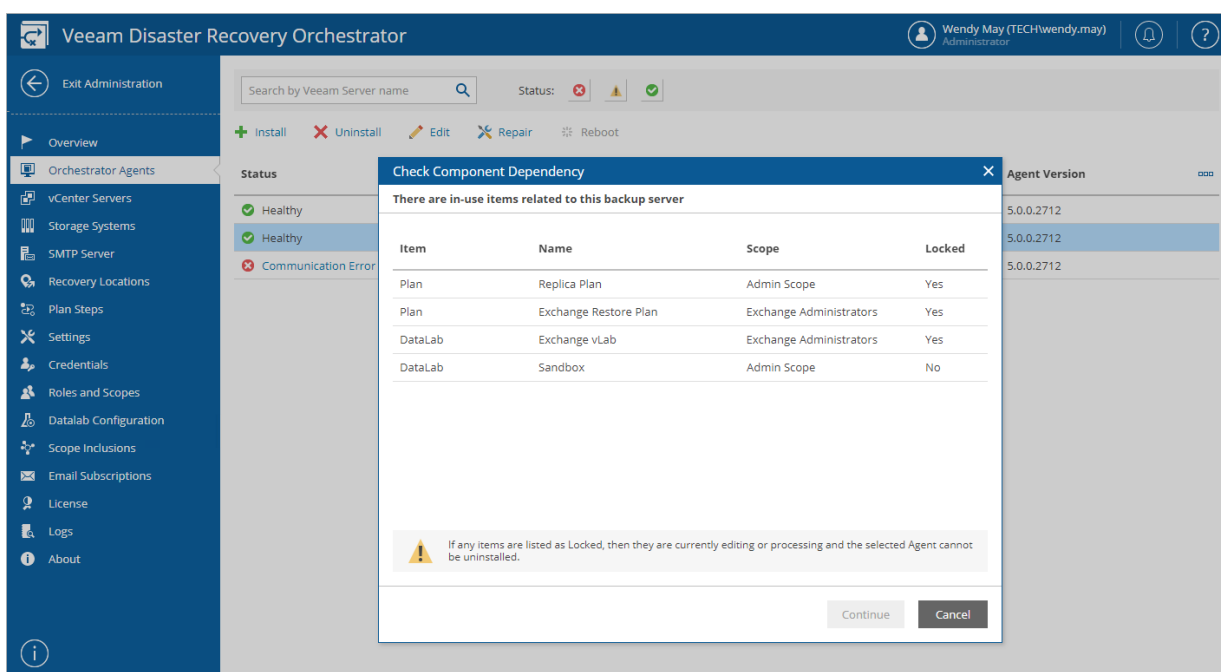 Veeam Disaster Recovery Orchestrator
Wendy May (TECH\wendy.may)
Administrator
?
Exit Administration
Search by Veeam Server name
Status:
Install
Uninstall
Edit
Repair
Reboot
Overview
Orchestrator Agents
vCenter Servers
Storage Systems
SMTP Server
Recovery Locations
Plan Steps
Settings
Credentials
Roles and Scopes
Datalab Configuration
Scope Inclusions
Email Subscriptions
License
Logs
About
Status
Agent Version
Healthy
5.0.0.2712
Healthy
5.0.0.2712
Communication Error
5.0.0.2712
Check Component Dependency
There are in-use items related to this backup server
Item Name Scope Locked
Plan Replica Plan Admin Scope Yes
Plan Exchange Restore Plan Exchange Administrators Yes
DataLab Exchange vLab Exchange Administrators Yes
DataLab Sandbox Admin Scope No
If any items are listed as Locked, then they are currently editing or processing and the selected Agent cannot
be uninstalled.
Continue
Cancel